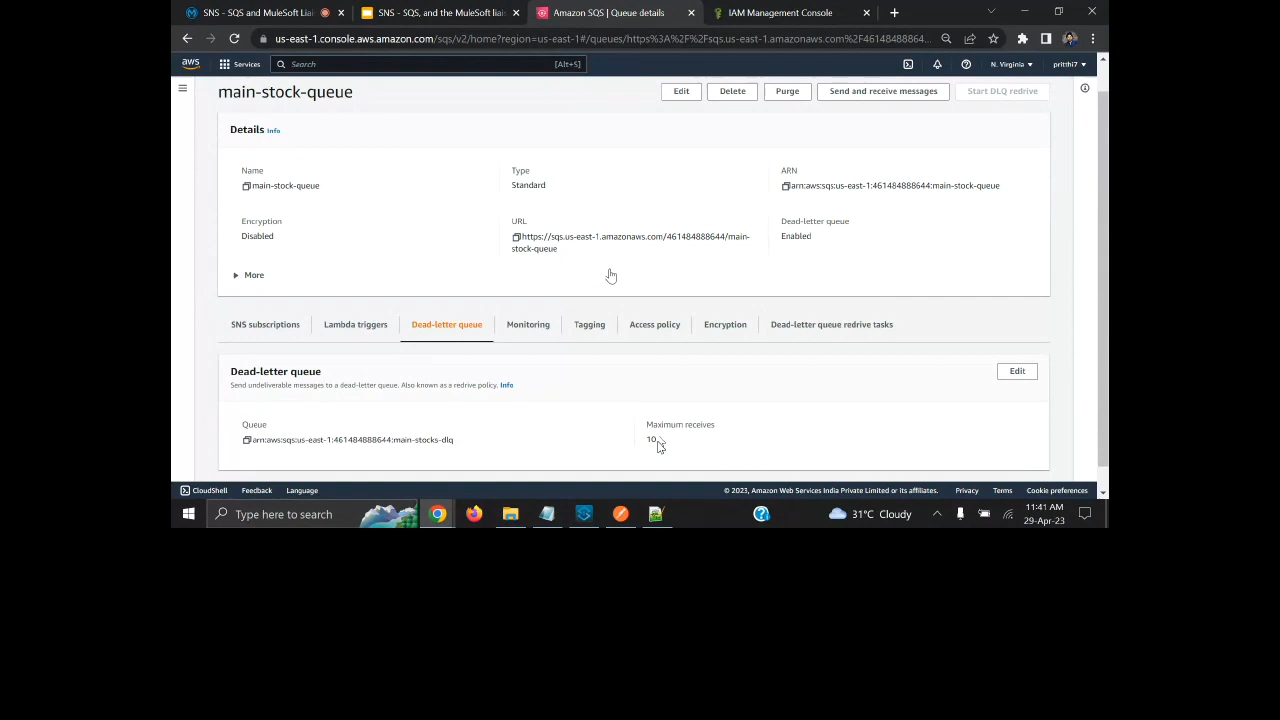 SNS - SQS and MuleSoft Liai
SNS - SQS, and the MuleSoft liai
Amazon SQS | Queue details
IAM Management Console
us-east-1.console.aws.amazon.com/sqs/v2/home?region=us-east-1#/queues/https%3A%2F%2Fsqs.us-east-1.amazonaws.com%2F461484888644%2F...
aws
Services
Search
[Alt+S]
N. Virginia
pritthi7
main-stock-queue
Edit
Delete
Purge
Send and receive messages
Start DLQ redrive
Details Info
Name
Type
ARN
main-stock-queue
Standard
arn:aws:sqs:us-east-1:461484888644:main-stock-queue
Encryption
URL
Dead-letter queue
Disabled
https://sqs.us-east-1.amazonaws.com/461484888644/main-
stock-queue
Enabled
More
SNS subscriptions
Lambda triggers
Dead-letter queue
Monitoring
Tagging
Access policy
Encryption
Dead-letter queue redrive tasks
Dead-letter queue
Edit
Send undeliverable messages to a dead-letter queue. Also known as a redrive policy. Info
Queue
Maximum receives
arn:aws:sqs:us-east-1:461484888644:main-stocks-dlq
10
CloudShell
Feedback
Language
© 2023, Amazon Web Services India Private Limited or its affiliates.
Privacy
Terms
Cookie preferences
Type here to search
31°C Cloudy
11:41 AM
29-Apr-23